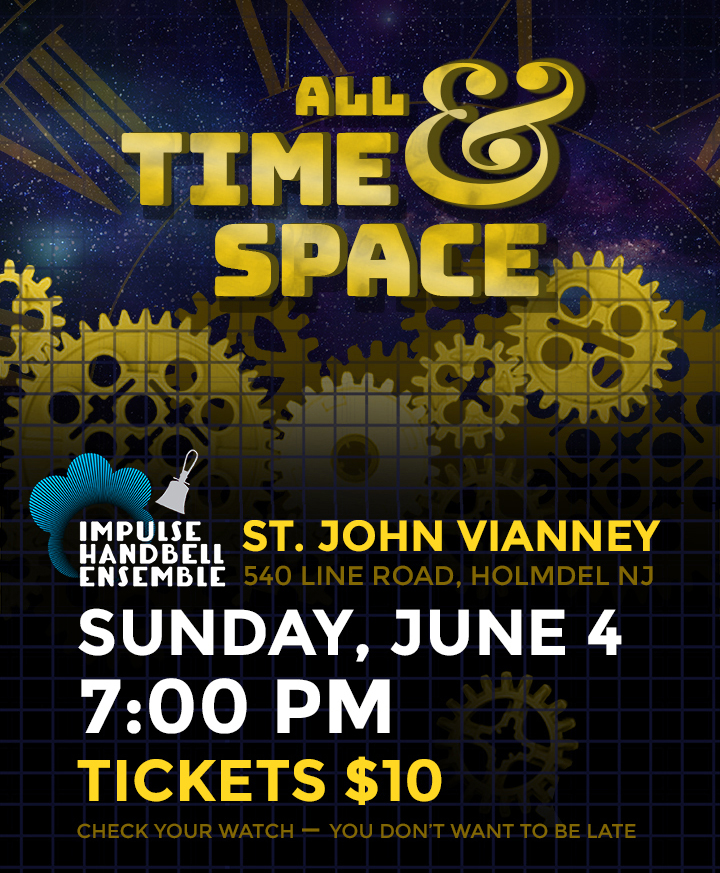 ALL
TIME &
SPACE
IMPULSE
HANDBELL
ENSEMBLE
ST. JOHN VIANNEY
540 LINE ROAD, HOLMDEL NJ
SUNDAY, JUNE 4
7:00 PM
TICKETS $10
CHECK YOUR WATCH — YOU DON'T WANT TO BE LATE